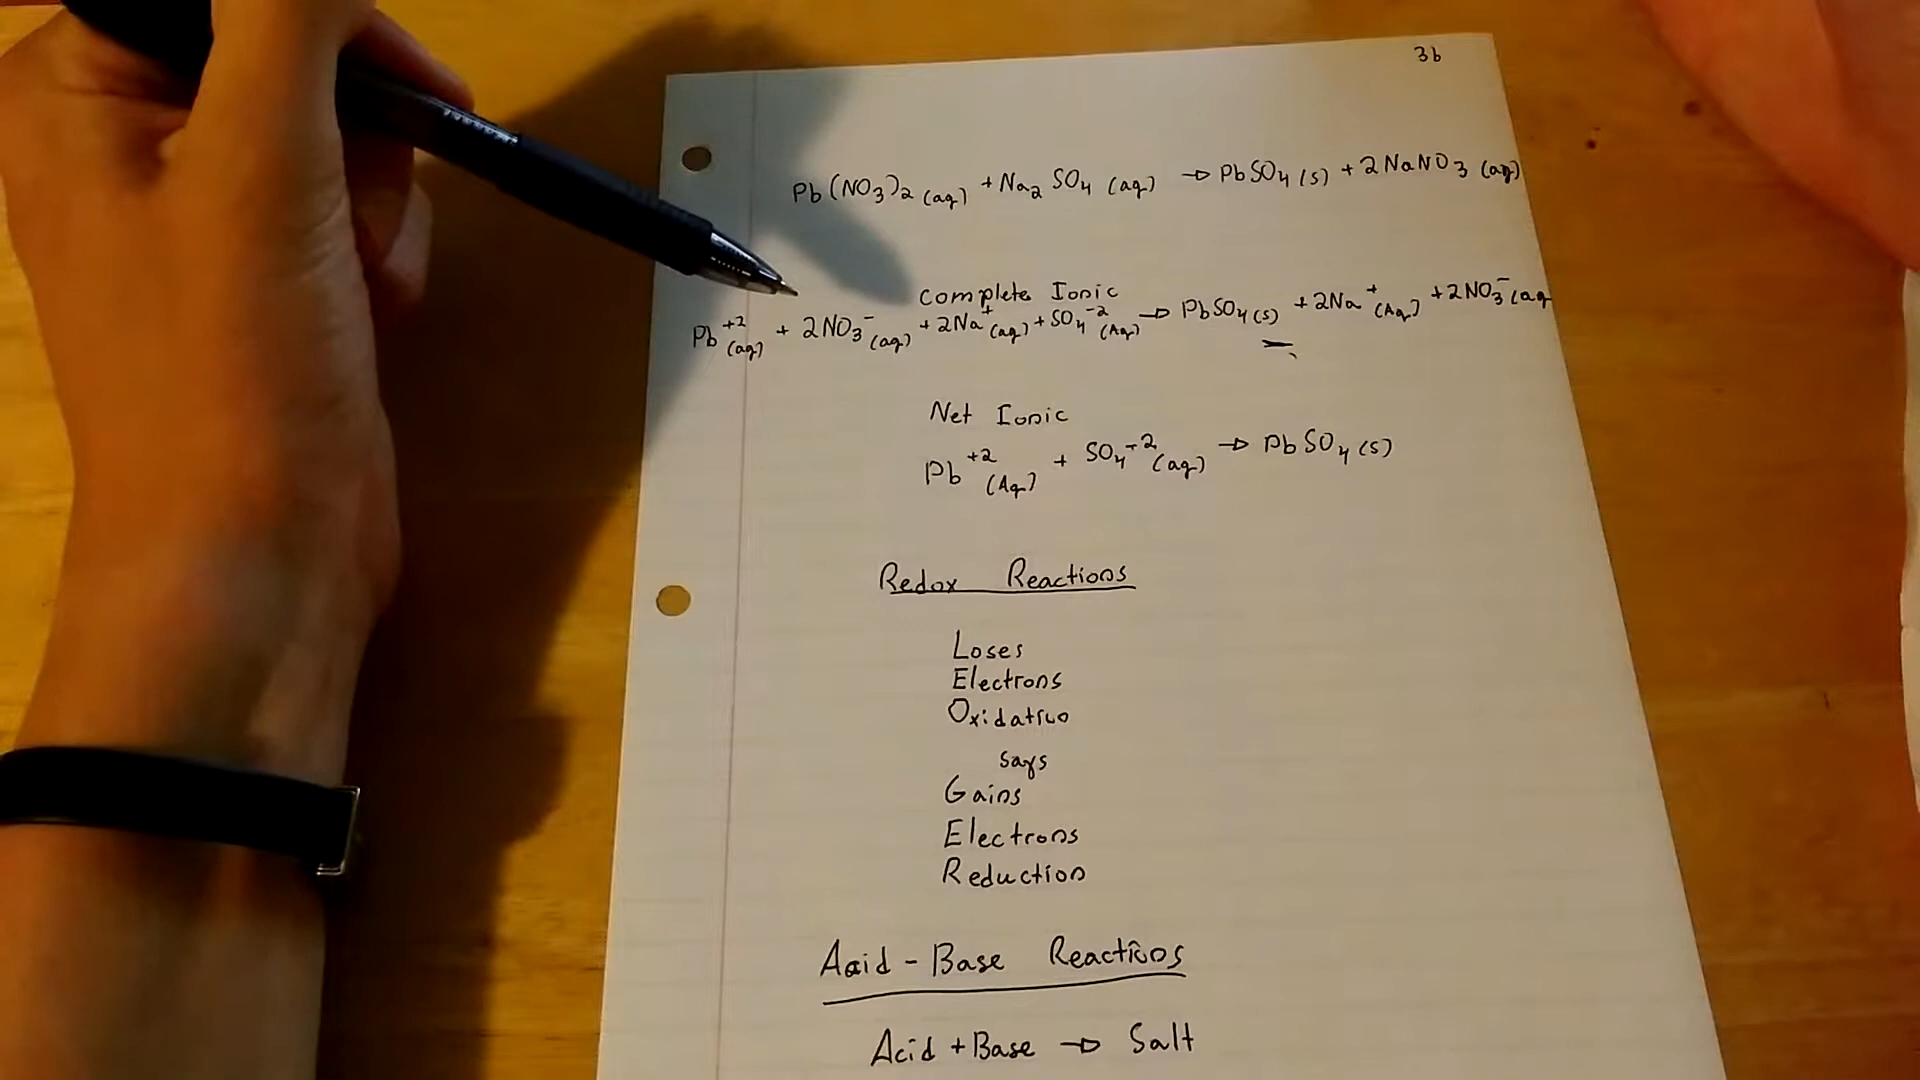 3b
Pb(NO3)2 (aq) + Na2 SO4 (aq) → PbSO4 (s) + 2NaNO3 (aq)
Complete Ionic
Pb+2 (aq) + 2NO3- (aq) + 2Na+ (aq) + SO4-2 (Aq) → PbSO4 (s) + 2Na+ (Aq) + 2NO3- (aq
Net Ionic
Pb+2 (Aq) + SO4-2 (aq) → PbSO4 (s)
Redox Reactions
Loses
Electrons
Oxidation
says
Gains
Electrons
Reduction
Acid - Base Reactions
Acid + Base → Salt